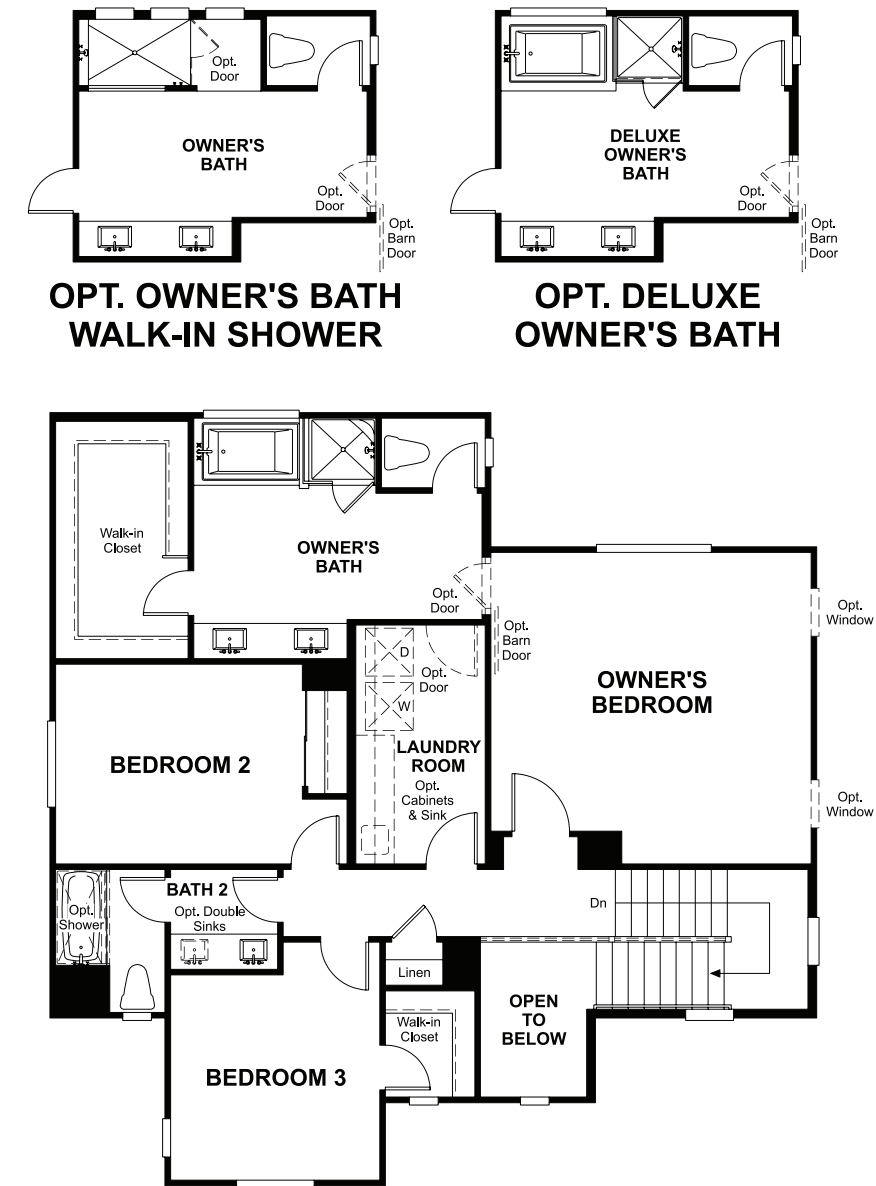 Opt.
Door
OWNER'S
BATH
Opt.
Door
Opt.
Barn
Door
OPT. OWNER'S BATH
WALK-IN SHOWER
DELUXE
OWNER'S
BATH
Opt.
Door
Opt.
Barn
Door
OPT. DELUXE
OWNER'S BATH
Walk-in
Closet
OWNER'S
BATH
Opt.
Door
Opt.
Barn
Door
Opt.
Window
D
Opt.
Door
W
OWNER'S
BEDROOM
BEDROOM 2
LAUNDRY
ROOM
Opt.
Cabinets
& Sink
Opt.
Window
BATH 2
Opt. Double
Sinks
Opt.
Shower
Dn
Linen
OPEN
TO
BELOW
Walk-in
Closet
BEDROOM 3